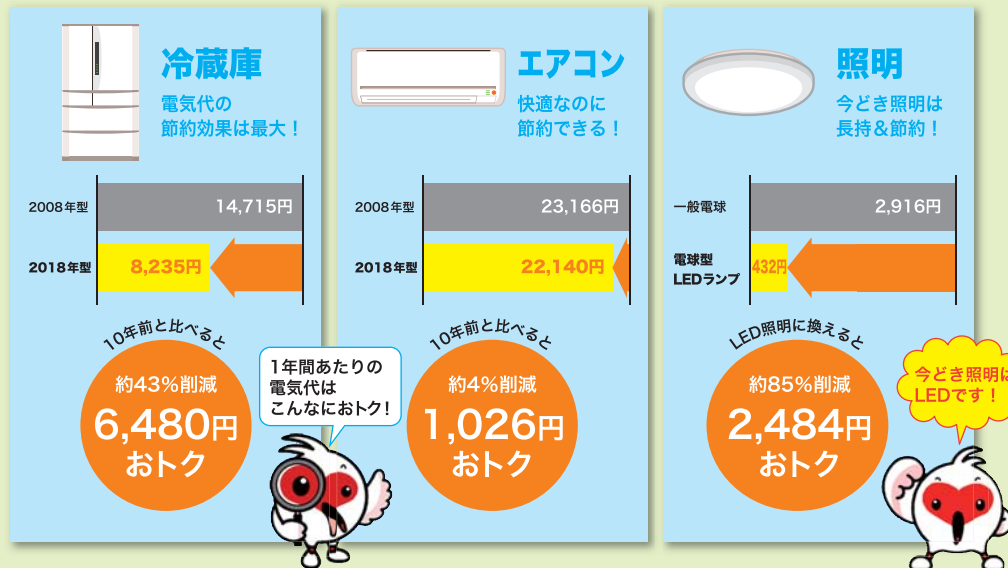 冷蔵庫
電気代の
節約効果は最大！
2008年型
14,715円
2018年型
8,235円
10年前と比べると
約43%削減
6,480円
おトク
1年間あたりの
電気代は
こんなにおトク！
エアコン
快適なのに
節約できる！
2008年型
23,166円
2018年型
22,140円
10年前と比べると
約4%削減
1,026円
おトク
照明
今どき照明は
長持＆節約！
一般電球
2,916円
電球型
LEDランプ
432円
LED照明に換えると
約85%削減
2,484円
おトク
今どき照明は
LEDです！